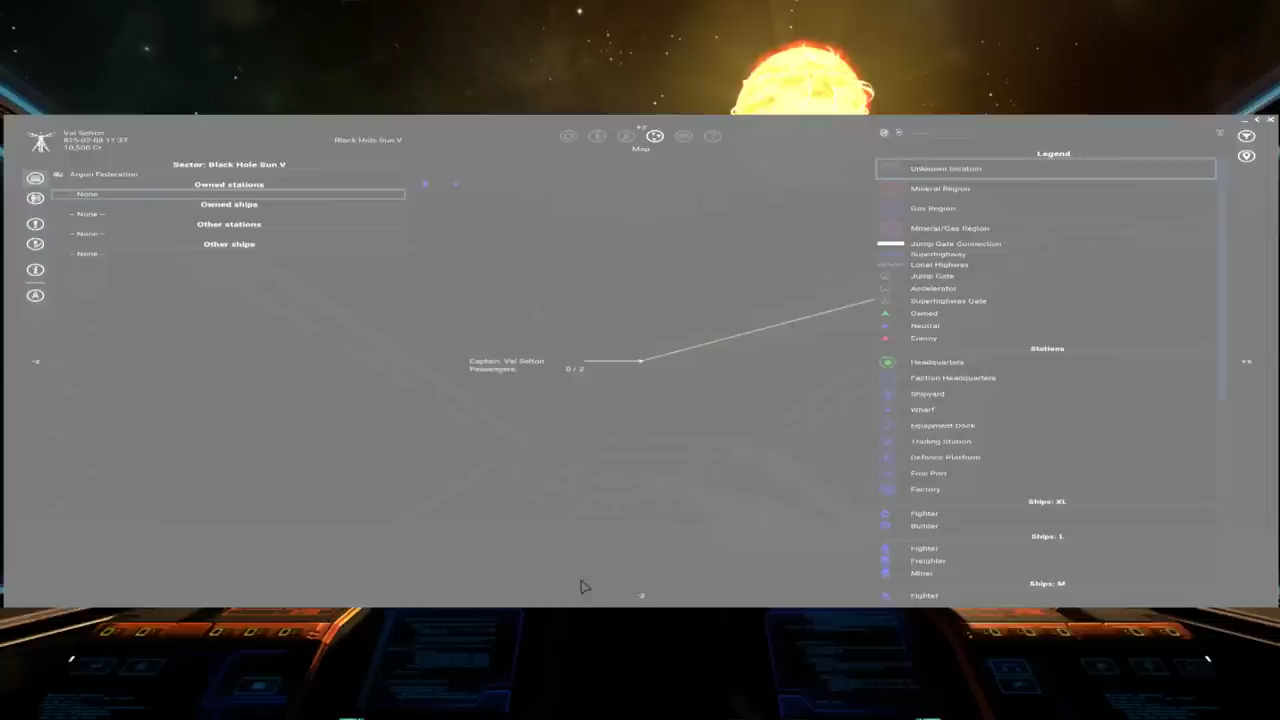 Val Selton
825-02-03 11:37
10,500 Cr
Black Hole Sun V
+z
Map
Sector: Black Hole Sun V
Argon Federation
Owned stations
-- None --
Owned ships
-- None --
Other stations
-- None --
Other ships
-- None --
-x
Captain: Val Selton
Passengers:
0 / 2
+x
-z
Search
Legend
Unknown location
Mineral Region
Gas Region
Mineral/Gas Region
Jump Gate Connection
Superhighway
Local Highway
Jump Gate
Accelerator
Superhighway Gate
Owned
Neutral
Enemy
Stations
Headquarters
Faction Headquarters
Shipyard
Wharf
Equipment Dock
Trading Station
Defence Platform
Free Port
Factory
Ships: XL
Fighter
Builder
Ships: L
Fighter
Freighter
Miner
Ships: M
Fighter